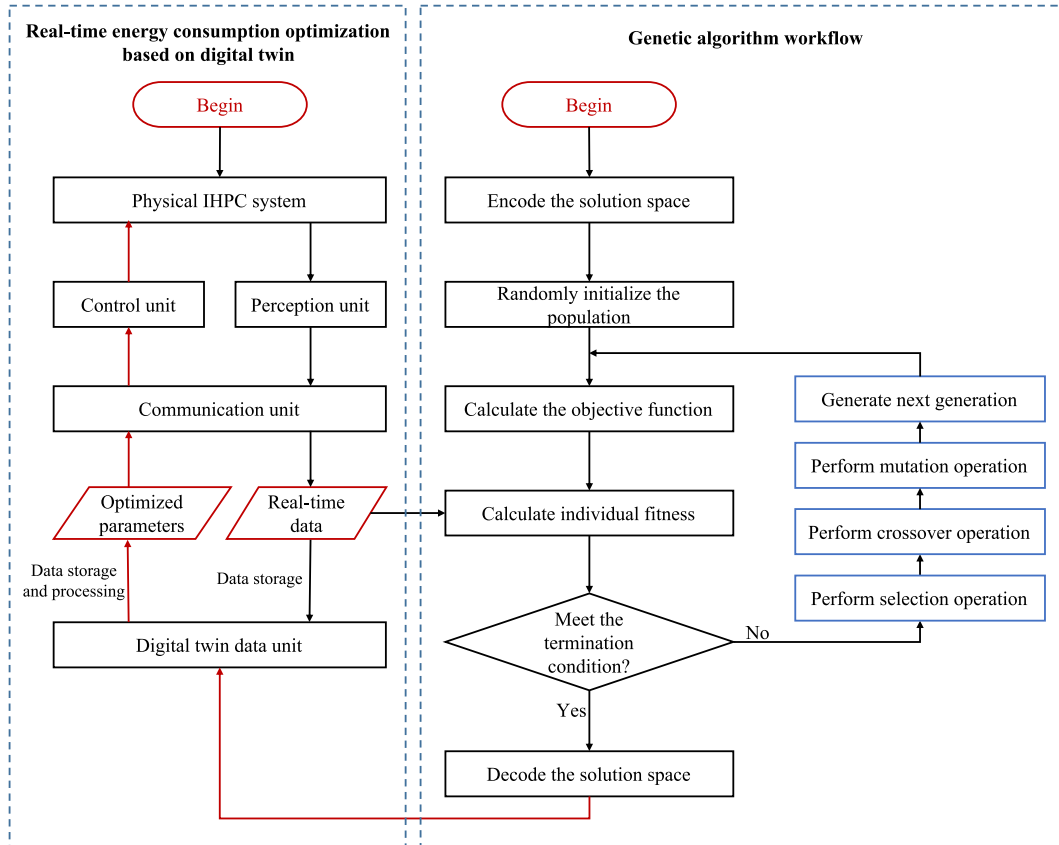 Real-time energy consumption optimization
based on digital twin
Begin
Physical IHPC system
Control unit
Perception unit
Communication unit
Optimized
parameters
Real-time
data
Data storage
and processing
Data storage
Digital twin data unit
Genetic algorithm workflow
Begin
Encode the solution space
Randomly initialize the
population
Calculate the objective function
Calculate individual fitness
Meet the
termination
condition?
No
Yes
Decode the solution space
Generate next generation
Perform mutation operation
Perform crossover operation
Perform selection operation